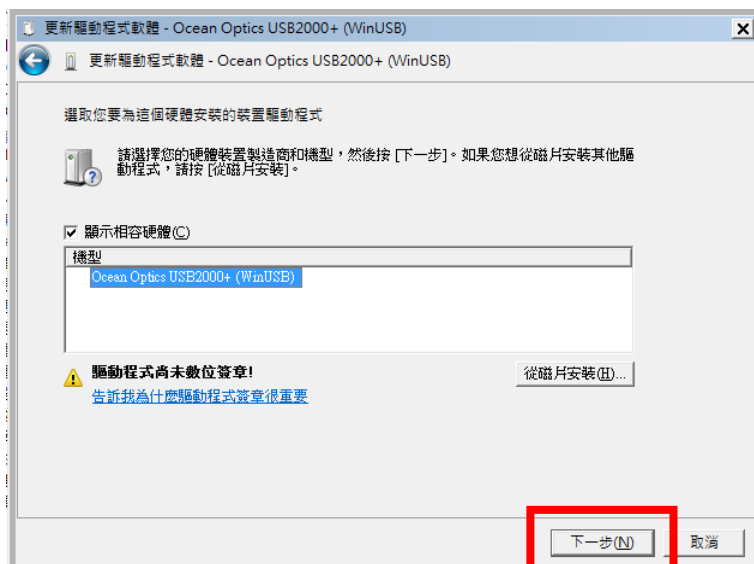 更新驅動程式軟體 - Ocean Optics USB2000+ (WinUSB)
更新驅動程式軟體 - Ocean Optics USB2000+ (WinUSB)
選取您要為這個硬體安裝的裝置驅動程式
請選擇您的硬體裝置製造商和機型，然後按 [下一步]。如果您想從磁片安裝其他驅
動程式，請按 [從磁片安裝]。
顯示相容硬體(C)
機型
Ocean Optics USB2000+ (WinUSB)
驅動程式尚未數位簽章!
從磁片安裝(H)...
告訴我為什麼驅動程式簽章很重要
下一步(N)
取消